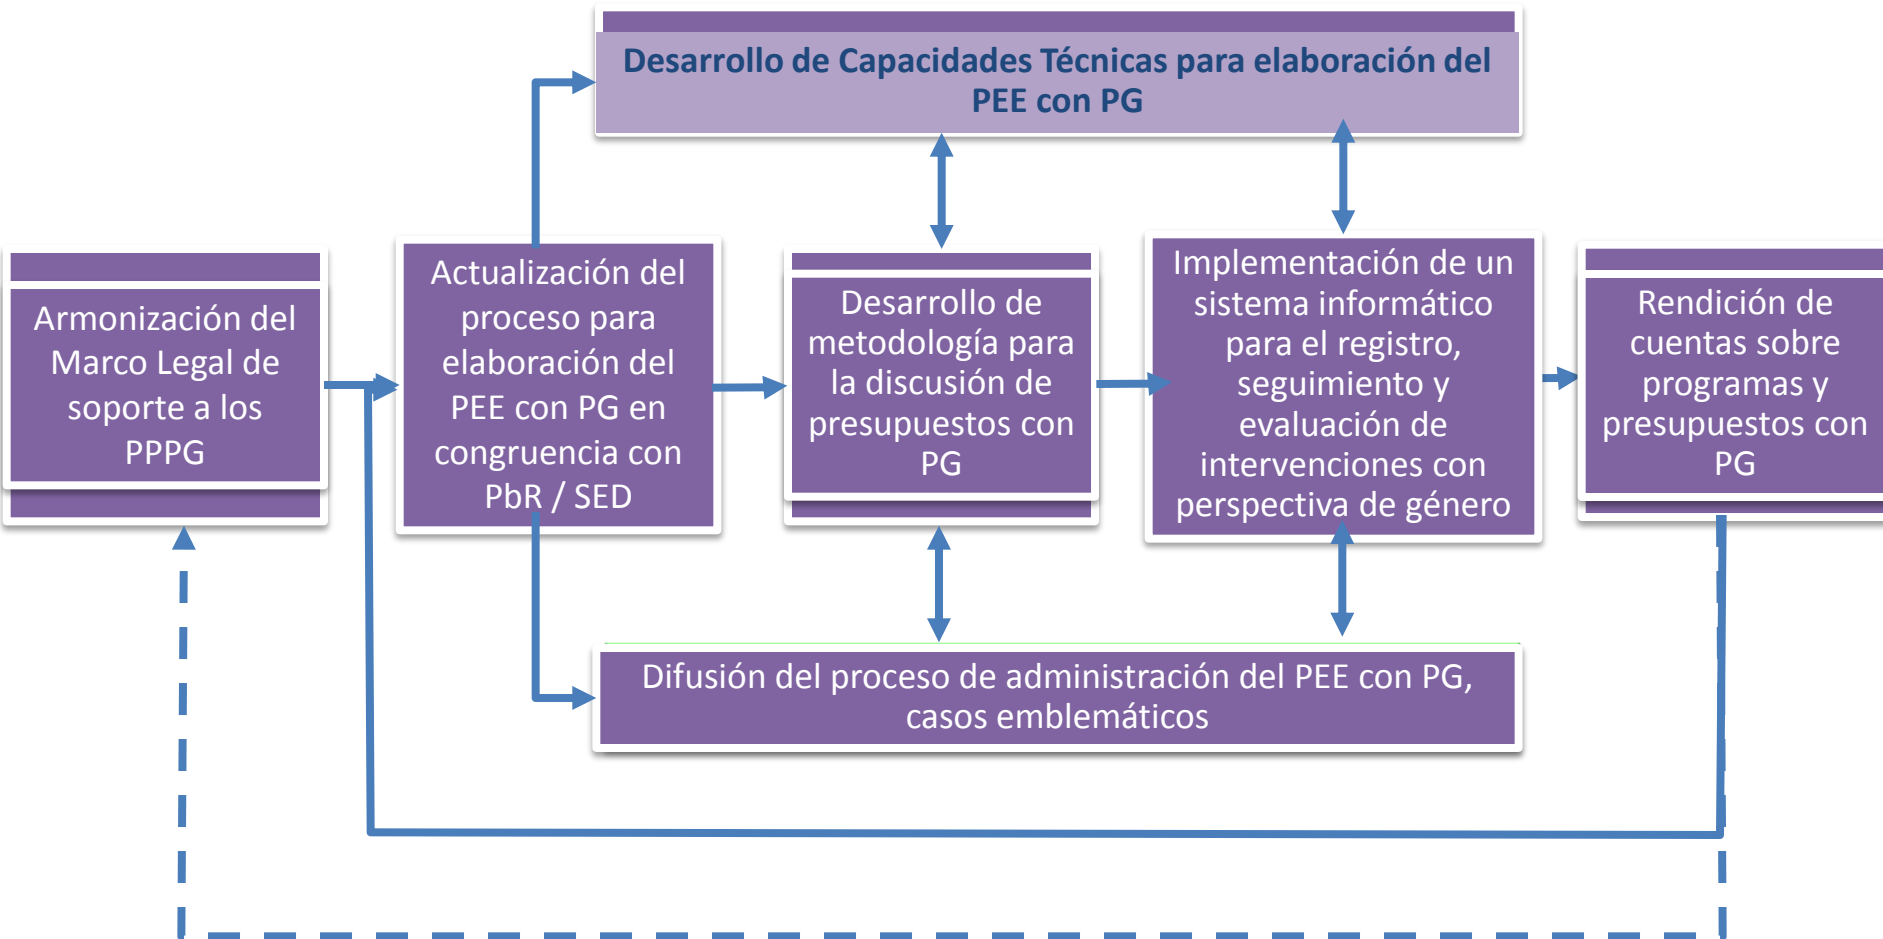 Desarrollo de Capacidades Técnicas para elaboración del
PEE con PG
Armonización del
Marco Legal de
soporte a los
PPPG
Actualización del
proceso para
elaboración del
PEE con PG en
congruencia con
PbR / SED
Desarrollo de
metodología para
la discusión de
presupuestos con
PG
Implementación de un
sistema informático
para el registro,
seguimiento y
evaluación de
intervenciones con
perspectiva de género
Rendición de
cuentas sobre
programas y
presupuestos con
PG
Difusión del proceso de administración del PEE con PG,
casos emblemáticos